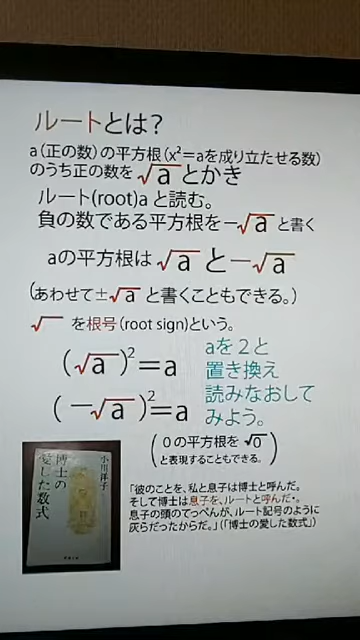 ルートとは？
a（正の数）の平方根（x²=aを成り立たせる数）
のうち正の数を √a とかき
ルート(root)aと読む。
負の数である平方根を－√a と書く
aの平方根は √a と－√a
（あわせて±√a と書くこともできる。）
√ を根号（root sign）という。
(√a)²=a
(－√a)²=a
aを２と
置き換え
読みなおして
みよう。
（０の平方根を √0
と表現することもできる。）
小川洋子
博士の
愛した数式
「彼のことを、私と息子は博士と呼んだ。
そして博士は息子を、ルートと呼んだ・。
息子の頭のてっぺんが、ルート記号のように
平らだったからだ。」（「博士の愛した数式」）